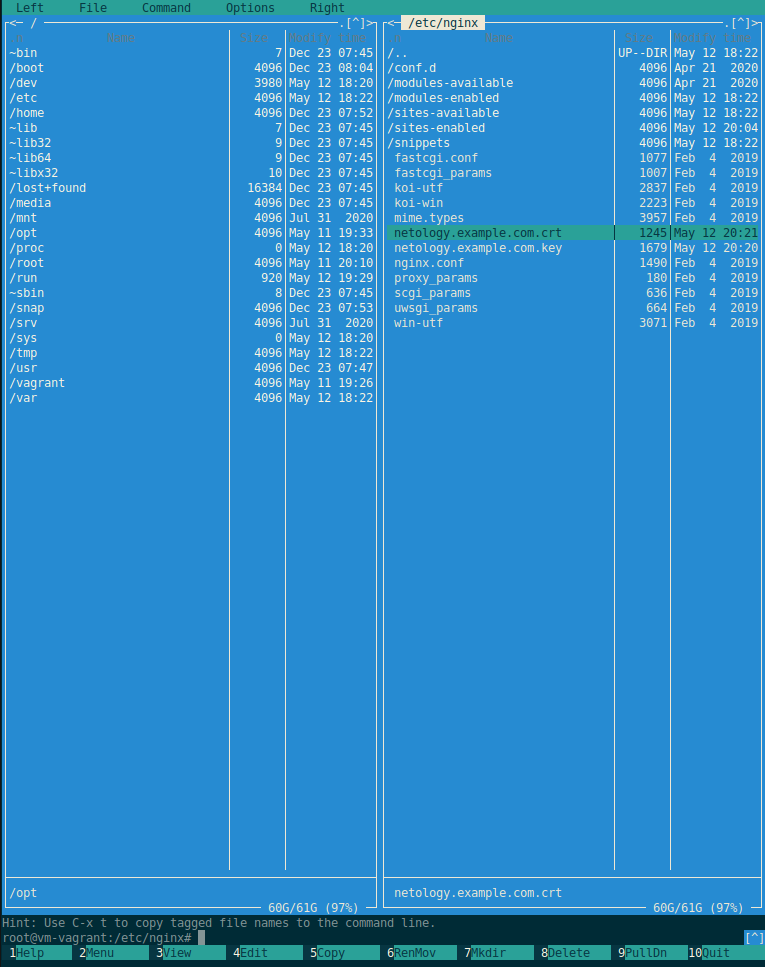 Left File Command Options Right
<─ / ─.[^]>
.n Name Size Modify time
~bin 7 Dec 23 07:45
/boot 4096 Dec 23 08:04
/dev 3980 May 12 18:20
/etc 4096 May 12 18:22
/home 4096 Dec 23 07:52
~lib 7 Dec 23 07:45
~lib32 9 Dec 23 07:45
~lib64 9 Dec 23 07:45
~libx32 10 Dec 23 07:45
/lost+found 16384 Dec 23 07:45
/media 4096 Dec 23 07:45
/mnt 4096 Jul 31 2020
/opt 4096 May 11 19:33
/proc 0 May 12 18:20
/root 4096 May 11 20:10
/run 920 May 12 19:29
~sbin 8 Dec 23 07:45
/snap 4096 Dec 23 07:53
/srv 4096 Jul 31 2020
/sys 0 May 12 18:20
/tmp 4096 May 12 18:22
/usr 4096 Dec 23 07:47
/vagrant 4096 May 11 19:26
/var 4096 May 12 18:22
/opt
60G/61G (97%)
<─ /etc/nginx ─.[^]>
.n Name Size Modify time
/.. UP--DIR May 12 18:22
/conf.d 4096 Apr 21 2020
/modules-available 4096 Apr 21 2020
/modules-enabled 4096 May 12 18:22
/sites-available 4096 May 12 18:22
/sites-enabled 4096 May 12 20:04
/snippets 4096 May 12 18:22
fastcgi.conf 1077 Feb 4 2019
fastcgi_params 1007 Feb 4 2019
koi-utf 2837 Feb 4 2019
koi-win 2223 Feb 4 2019
mime.types 3957 Feb 4 2019
netology.example.com.crt 1245 May 12 20:21
netology.example.com.key 1679 May 12 20:20
nginx.conf 1490 Feb 4 2019
proxy_params 180 Feb 4 2019
scgi_params 636 Feb 4 2019
uwsgi_params 664 Feb 4 2019
win-utf 3071 Feb 4 2019
netology.example.com.crt
60G/61G (97%)
Hint: Use C-x t to copy tagged file names to the command line.
root@vm-vagrant:/etc/nginx# [^]
1Help 2Menu 3View 4Edit 5Copy 6RenMov 7Mkdir 8Delete 9PullDn 10Quit